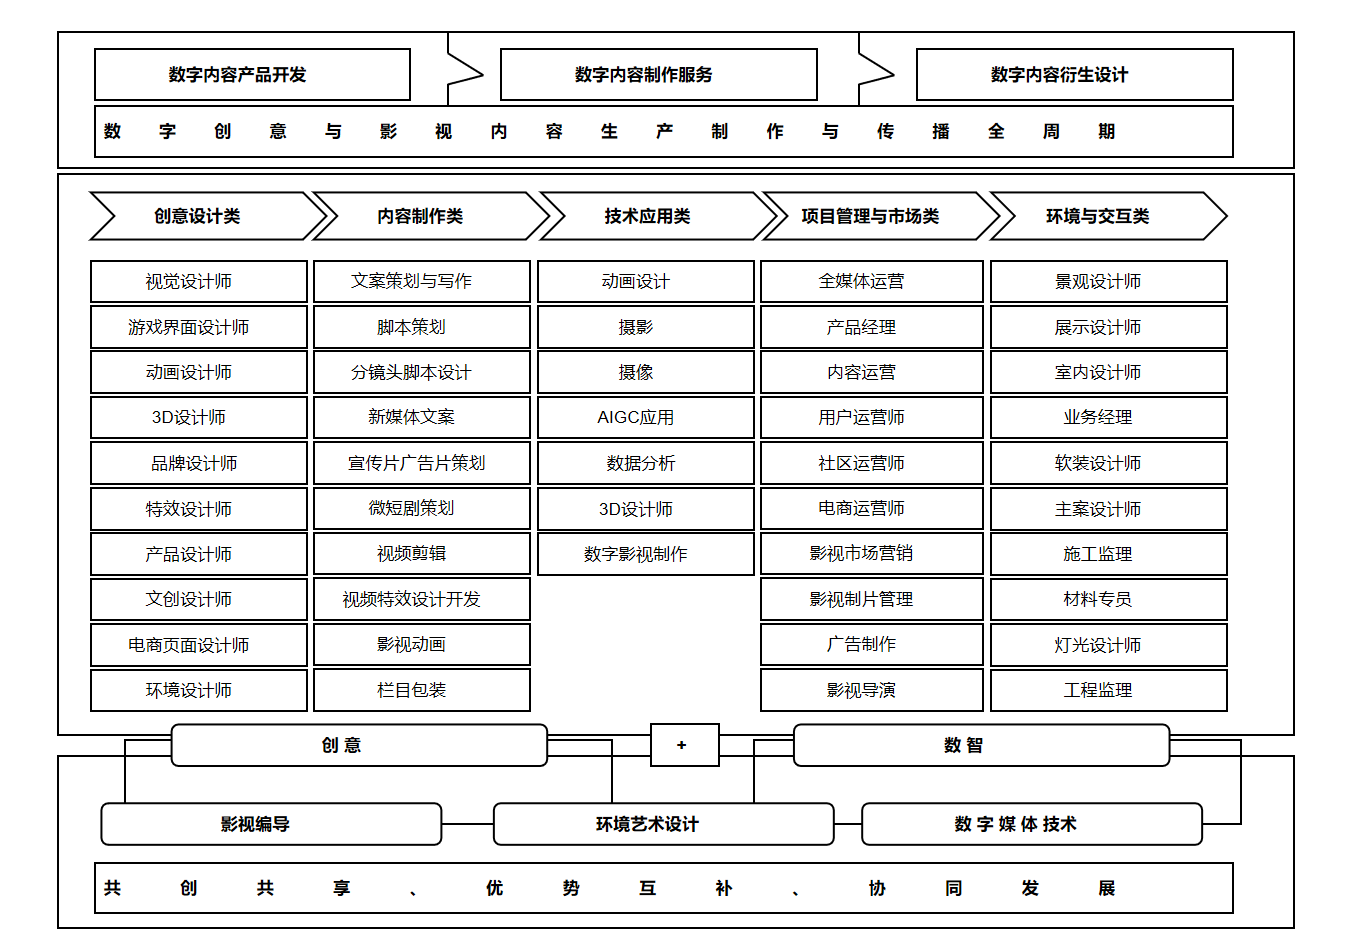 数字内容产品开发 数字内容制作服务 数字内容衍生设计
数字创意与影视内容生产制作与传播全周期
创意设计类 内容制作类 技术应用类 项目管理与市场类 环境与交互类
视觉设计师 文案策划与写作 动画设计 全媒体运营 景观设计师
游戏界面设计师 脚本策划 摄影 产品经理 展示设计师
动画设计师 分镜头脚本设计 摄像 内容运营 室内设计师
3D设计师 新媒体文案 AIGC应用 用户运营师 业务经理
品牌设计师 宣传片广告片策划 数据分析 社区运营师 软装设计师
特效设计师 微短剧策划 3D设计师 电商运营师 主案设计师
产品设计师 视频剪辑 数字影视制作 影视市场营销 施工监理
文创设计师 视频特效设计开发 影视制片管理 材料专员
电商页面设计师 影视动画 广告制作 灯光设计师
环境设计师 栏目包装 影视导演 工程监理
创意 + 数智
影视编导 环境艺术设计 数字媒体技术
共创共享、优势互补、协同发展